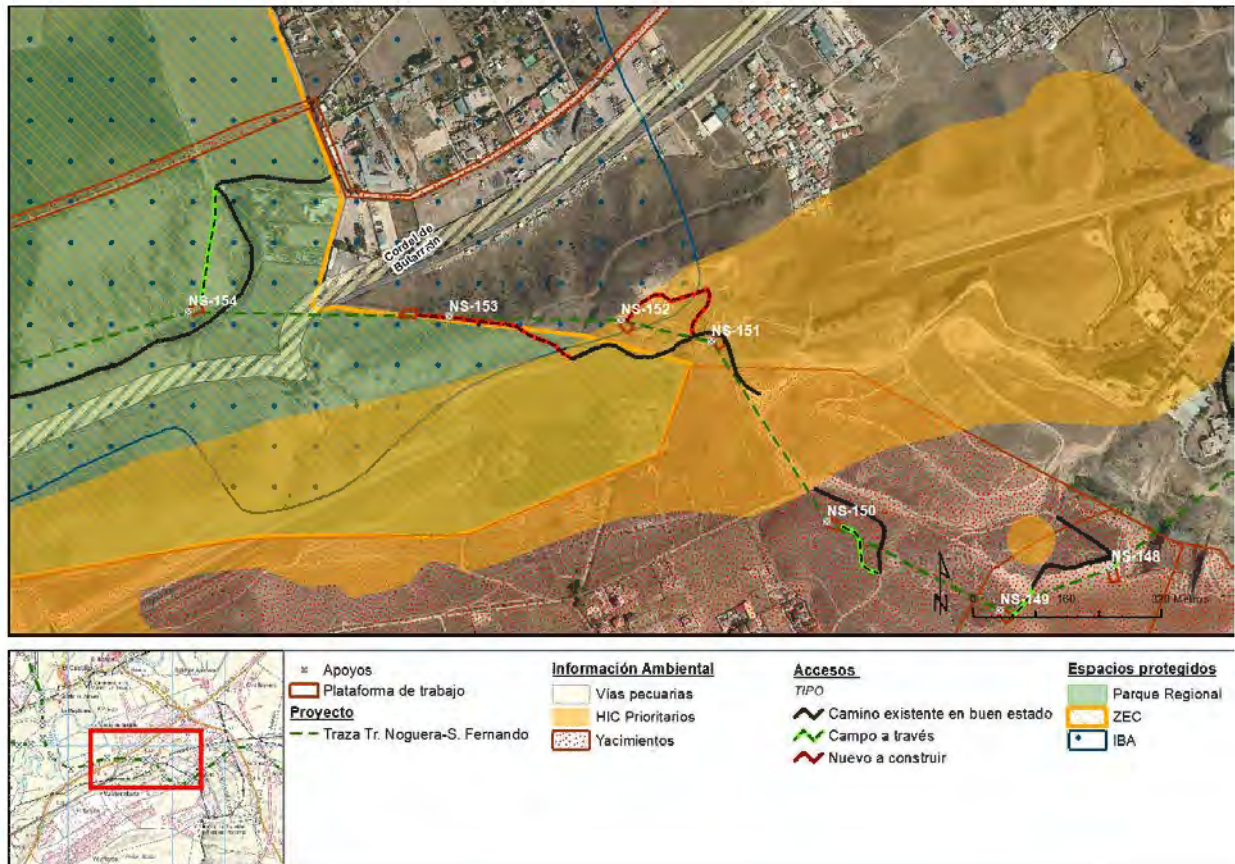 Cordel de
Butarrón
NS-154
NS-153
NS-152
NS-151
NS-150
NS-148
NS-149
N
0
160
320 Metros
Apoyos
Plataforma de trabajo
Proyecto
Traza Tr. Noguera-S. Fernando
Información Ambiental
Vías pecuarias
HIC Prioritarios
Yacimientos
Accesos
TIPO
Camino existente en buen estado
Campo a través
Nuevo a construir
Espacios protegidos
Parque Regional
ZEC
IBA